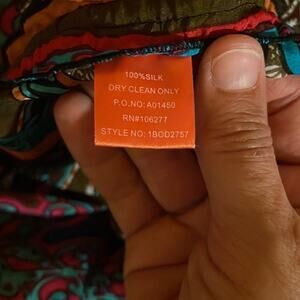 100%SILK
DRY CLEAN ONLY
P.O.NO: A01450
RN#106277
STYLE NO; 1BOD2757